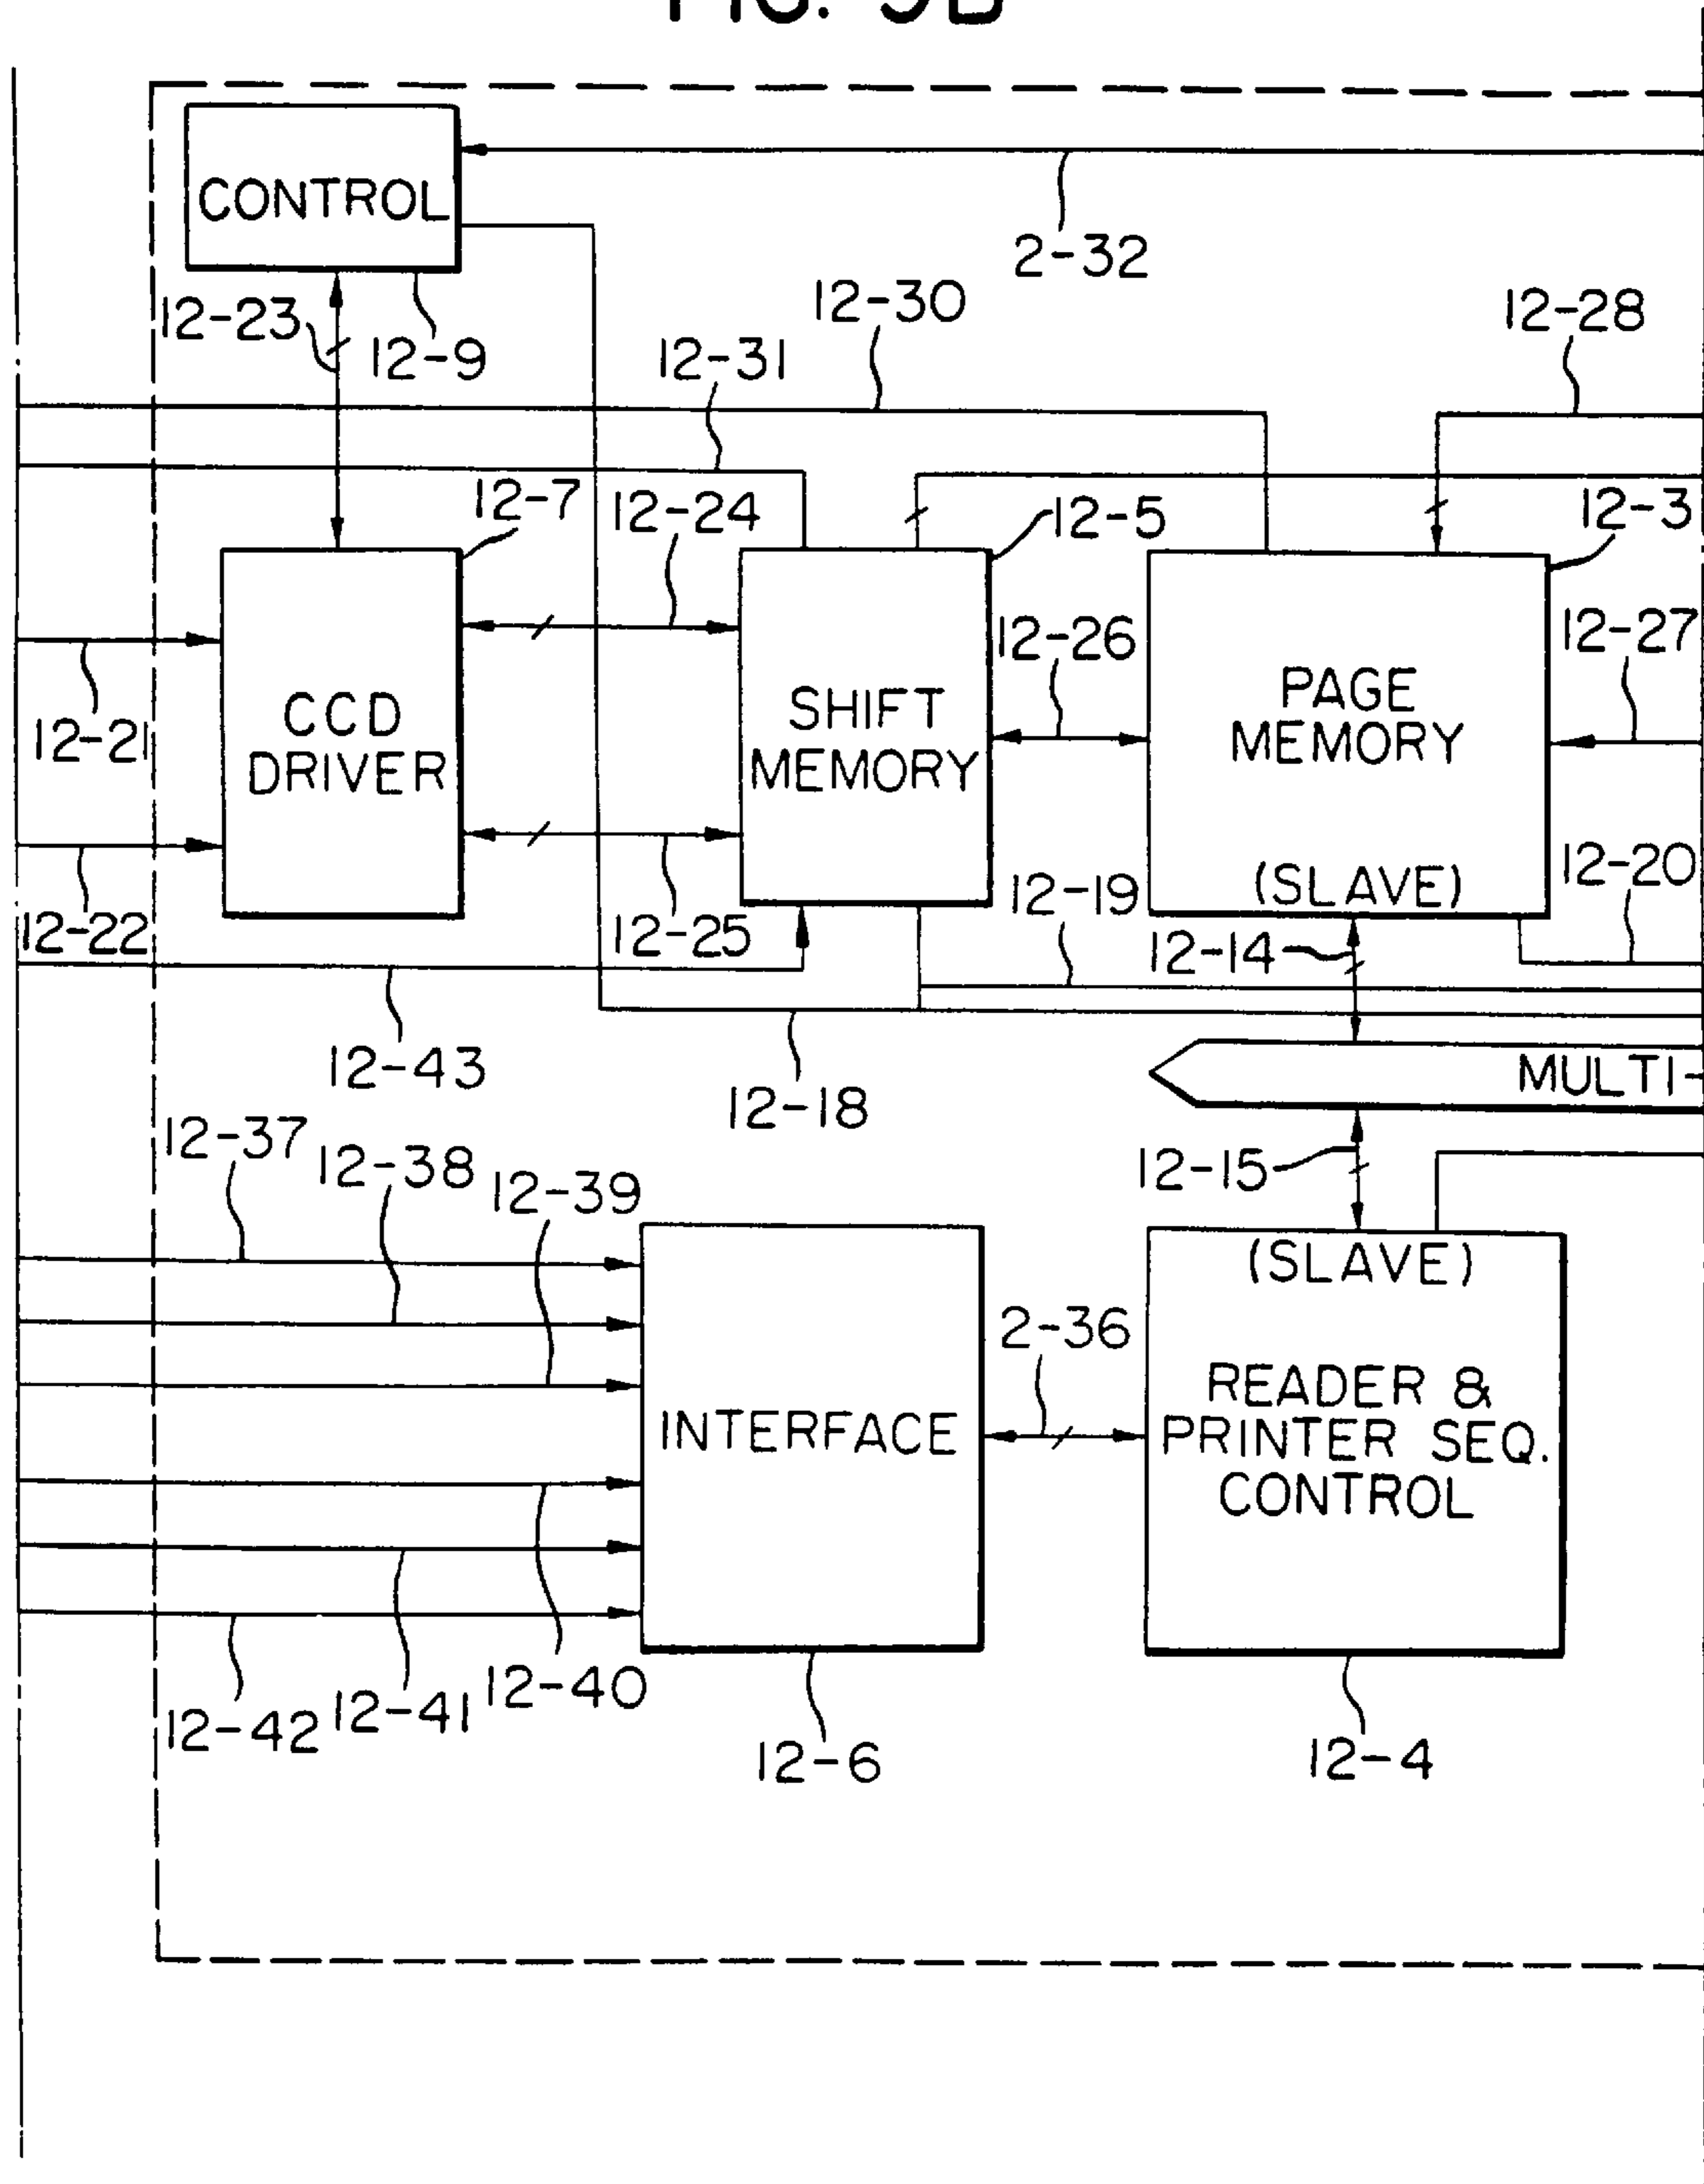 FIG. 9B
CONTROL
2-32
12-23
12-9
12-30
12-28
12-31
12-7
12-24
12-5
12-3
12-26
12-27
12-21
CCD
DRIVER
SHIFT
MEMORY
PAGE
MEMORY
(SLAVE)
12-22
12-25
12-19
12-20
12-14
12-43
12-18
MULTI-
12-37
12-38
12-39
12-15
(SLAVE)
2-36
INTERFACE
READER &
PRINTER SEQ.
CONTROL
12-42
12-41
12-40
12-6
12-4